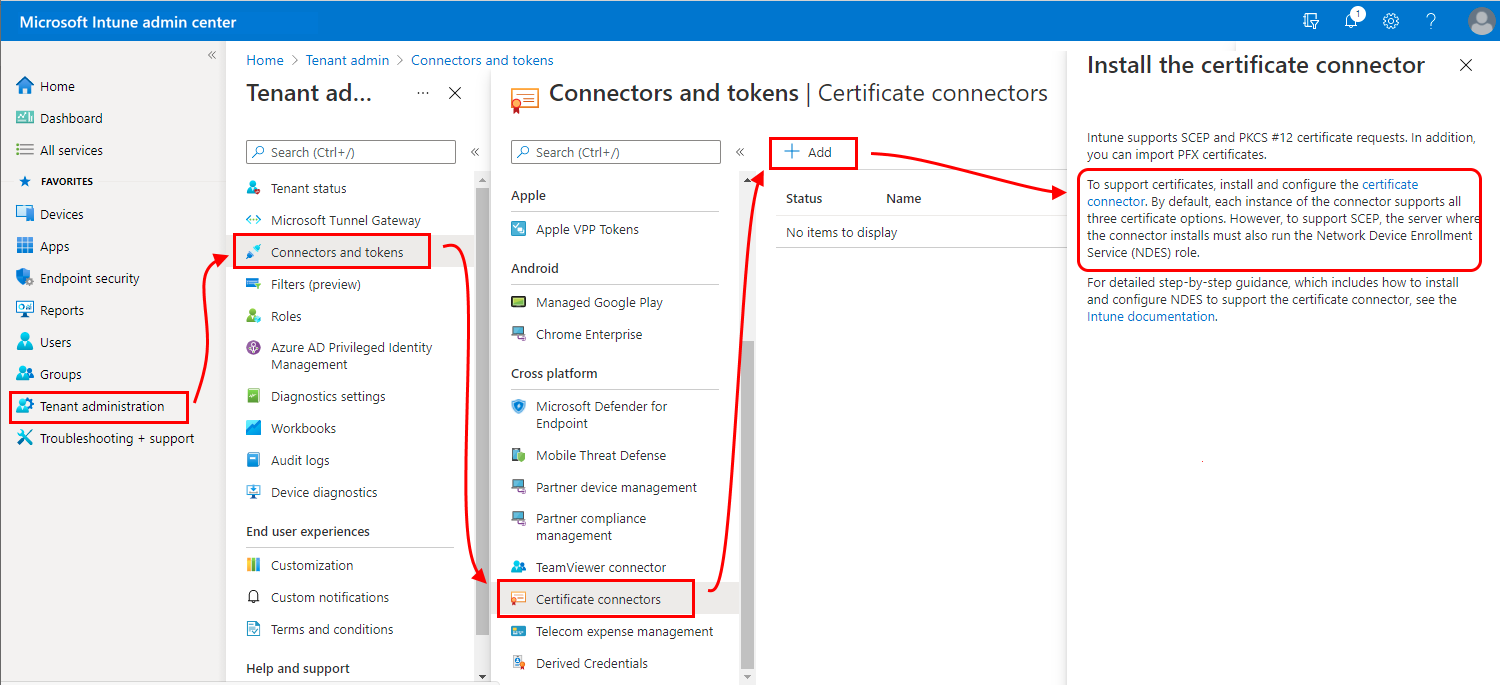 Microsoft Intune admin center
1
Home
Dashboard
All services
FAVORITES
Devices
Apps
Endpoint security
Reports
Users
Groups
Tenant administration
Troubleshooting + support
Home > Tenant admin > Connectors and tokens
Tenant ad...
Search (Ctrl+/)
Tenant status
Microsoft Tunnel Gateway
Connectors and tokens
Filters (preview)
Roles
Azure AD Privileged Identity
Management
Diagnostics settings
Workbooks
Audit logs
Device diagnostics
End user experiences
Customization
Custom notifications
Terms and conditions
Help and support
Connectors and tokens | Certificate connectors
Search (Ctrl+/)
Apple
Apple VPP Tokens
Android
Managed Google Play
Chrome Enterprise
Cross platform
Microsoft Defender for
Endpoint
Mobile Threat Defense
Partner device management
Partner compliance
management
TeamViewer connector
Certificate connectors
Telecom expense management
Derived Credentials
Add
Status Name
No items to display
Install the certificate connector
Intune supports SCEP and PKCS #12 certificate requests. In addition,
you can import PFX certificates.
To support certificates, install and configure the certificate
connector. By default, each instance of the connector supports all
three certificate options. However, to support SCEP, the server where
the connector installs must also run the Network Device Enrollment
Service (NDES) role.
For detailed step-by-step guidance, which includes how to install
and configure NDES to support the certificate connector, see the
Intune documentation.